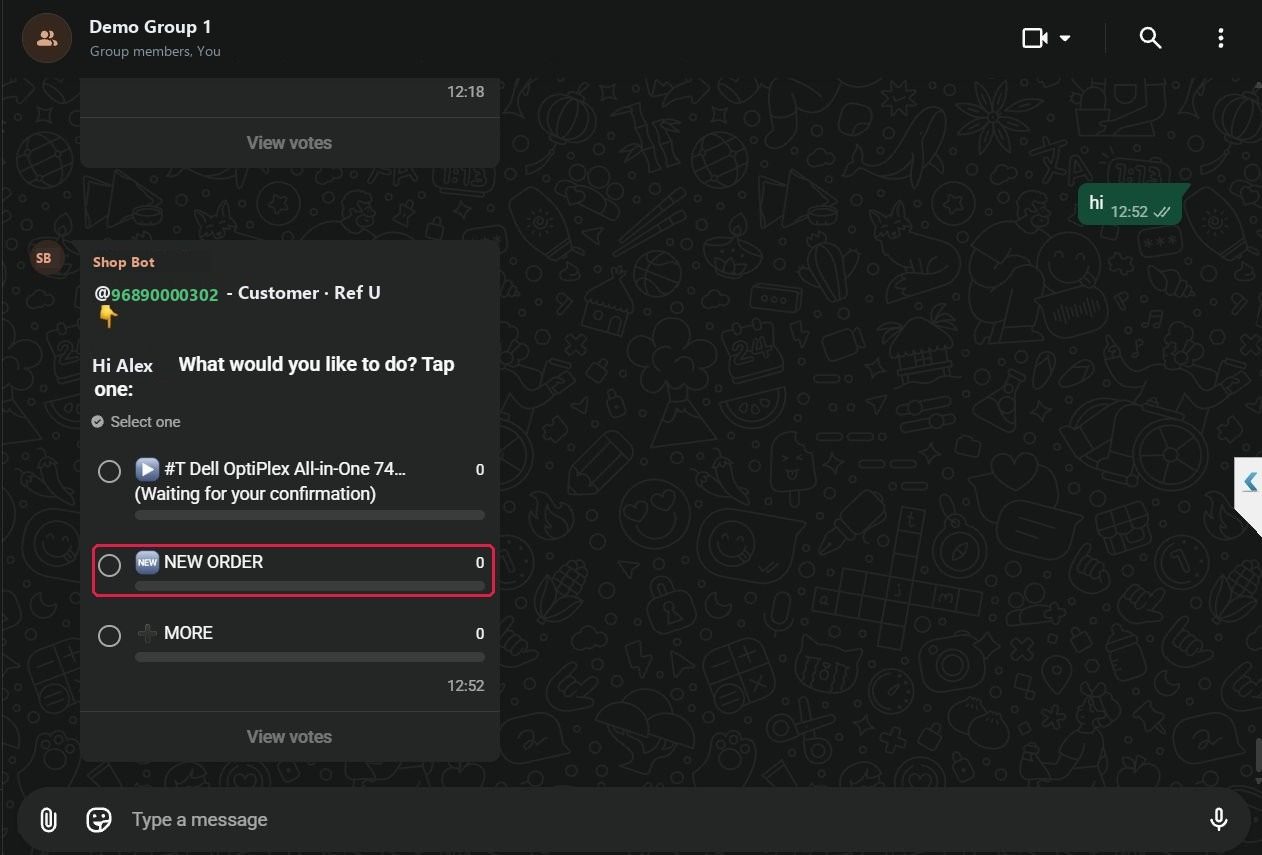 Demo Group 1
Group members, You
12:18
View votes
hi 12:52
SB
Shop Bot
@96890000302 - Customer · Ref U
👇
Hi Alex What would you like to do? Tap
one:
Select one
▶️ #T Dell OptiPlex All-in-One 74... 0
(Waiting for your confirmation)
🆕 NEW ORDER 0
➕ MORE 0
12:52
View votes
Type a message